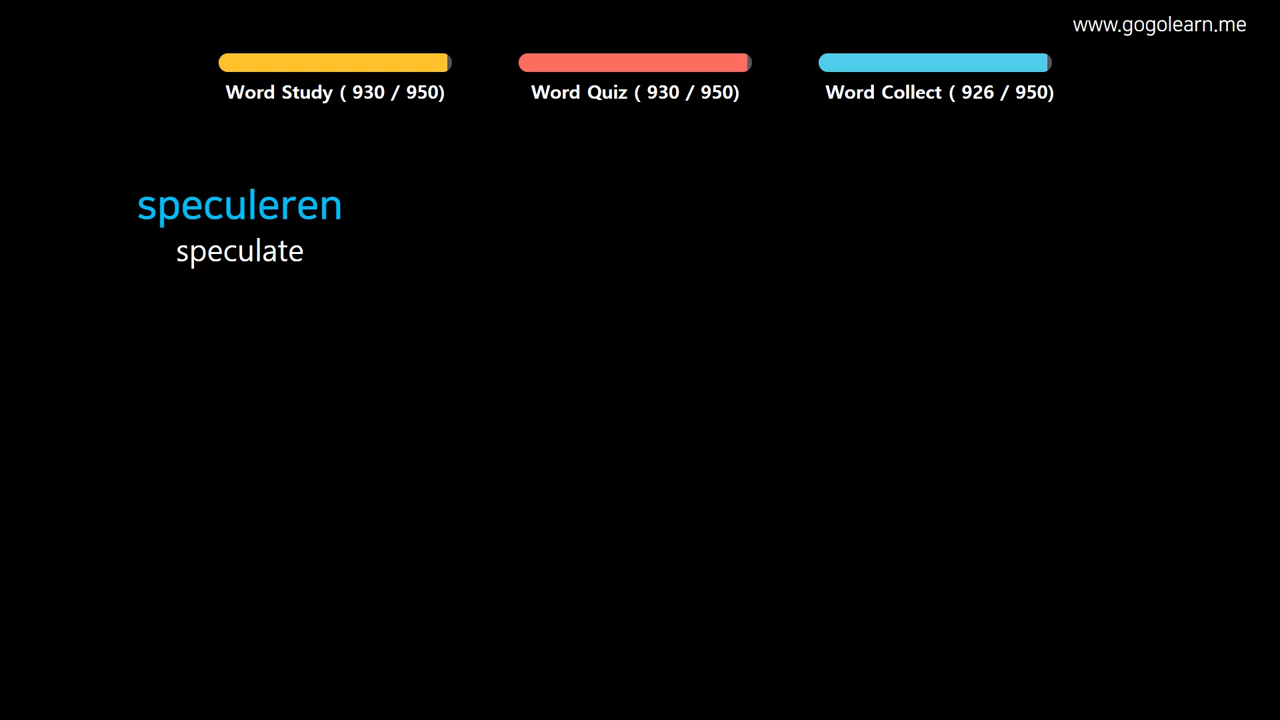 www.gogolearn.me
Word Study ( 930 / 950)
Word Quiz ( 930 / 950)
Word Collect ( 926 / 950)
speculeren
speculate